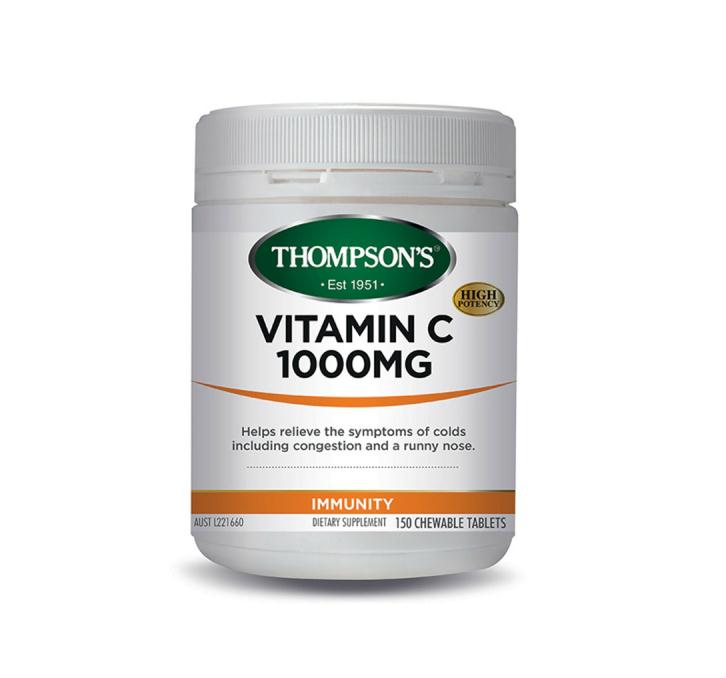 THOMPSON'S™
• Est 1951 •
HIGH
POTENCY
VITAMIN C
1000MG
Helps relieve the symptoms of colds
including congestion and a runny nose.
IMMUNITY
AUST L221660 DIETARY SUPPLEMENT 150 CHEWABLE TABLETS